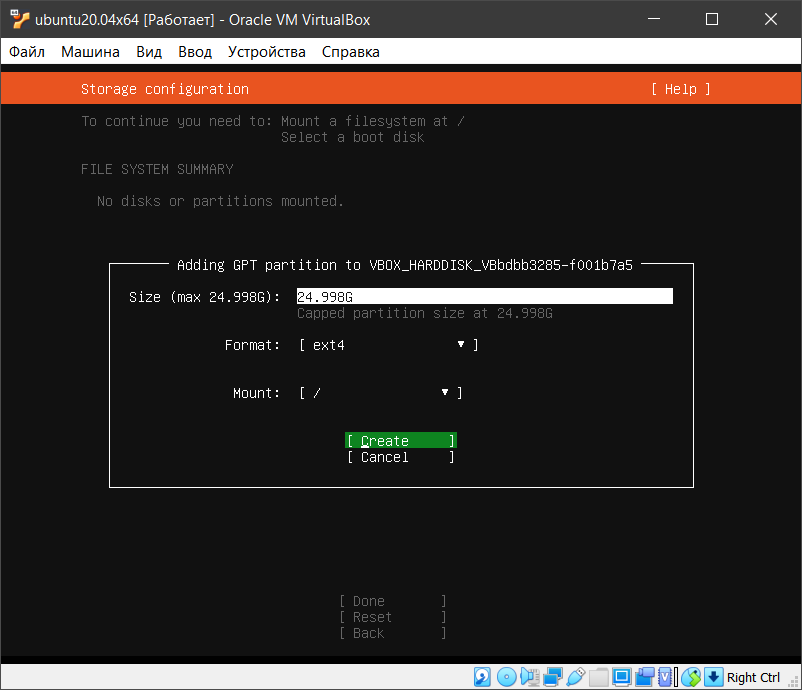 ubuntu20.04x64 [Работает] - Oracle VM VirtualBox
Файл Машина Вид Ввод Устройства Справка
Storage configuration [ Help ]
To continue you need to: Mount a filesystem at /
Select a boot disk
FILE SYSTEM SUMMARY
No disks or partitions mounted.
Adding GPT partition to VBOX_HARDDISK_VBbdbb3285-f001b7a5
Size (max 24.998G): 24.998G
Capped partition size at 24.998G
Format: [ ext4 ▾ ]
Mount: [ / ▾ ]
[ Create ]
[ Cancel ]
[ Done ]
[ Reset ]
[ Back ]
Right Ctrl